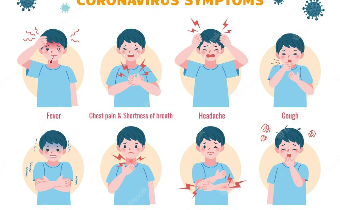 CORONAVIRUS SYMPTOMS
Fever
Chest pain & Shortness of breath
Headache
Cough